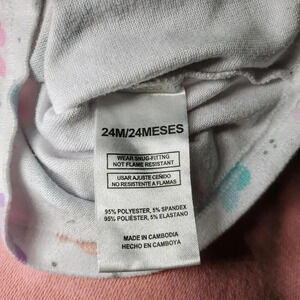 24M/24MESES
WEAR SNUG-FITTING
NOT FLAME RESISTANT
USAR AJUSTE CEÑIDO
NO RESISTENTE A FLAMAS
95% POLYESTER, 5% SPANDEX
95% POLIÉSTER, 5% ELASTANO
MADE IN CAMBODIA
HECHO EN CAMBOYA